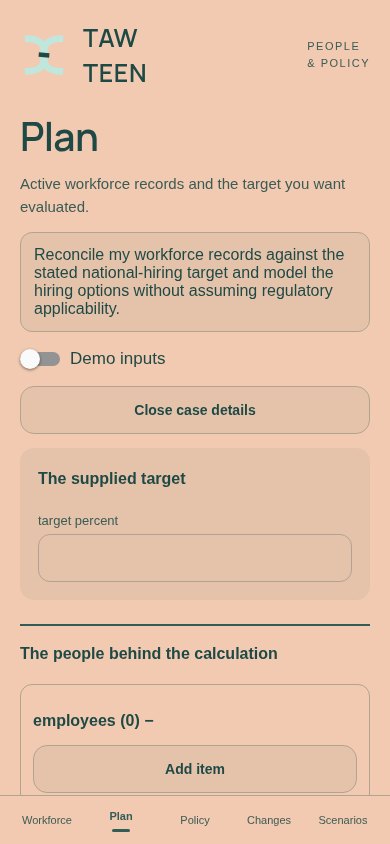 TAW
TEEN
PEOPLE
& POLICY
Plan
Active workforce records and the target you want
evaluated.
Reconcile my workforce records against the
stated national-hiring target and model the
hiring options without assuming regulatory
applicability.
Demo inputs
Close case details
The supplied target
target percent
The people behind the calculation
employees (0) –
Add item
Workforce
Plan
Policy
Changes
Scenarios